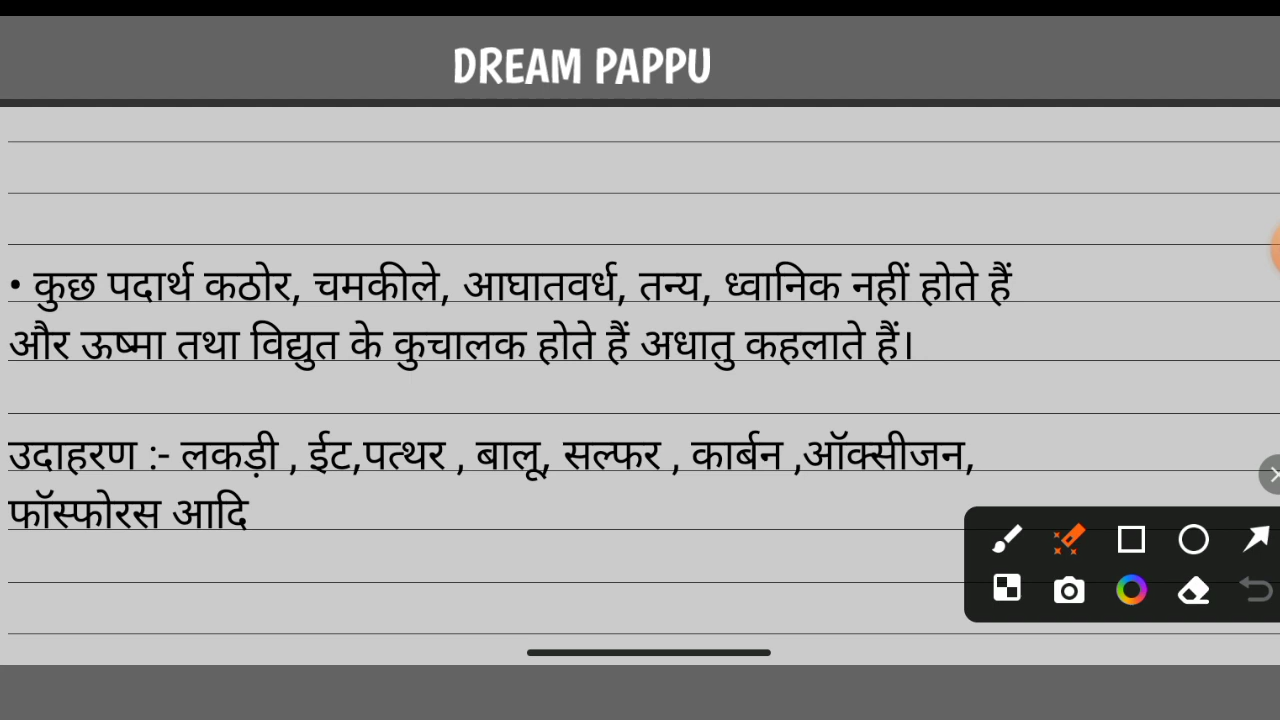 DREAM PAPPU
• कुछ पदार्थ कठोर, चमकीले, आघातवर्ध, तन्य, ध्वानिक नहीं होते हैं
और ऊष्मा तथा विद्युत के कुचालक होते हैं अधातु कहलाते हैं।
उदाहरण :- लकड़ी , ईट,पत्थर , बालू, सल्फर , कार्बन ,ऑक्सीजन,
फॉस्फोरस आदि